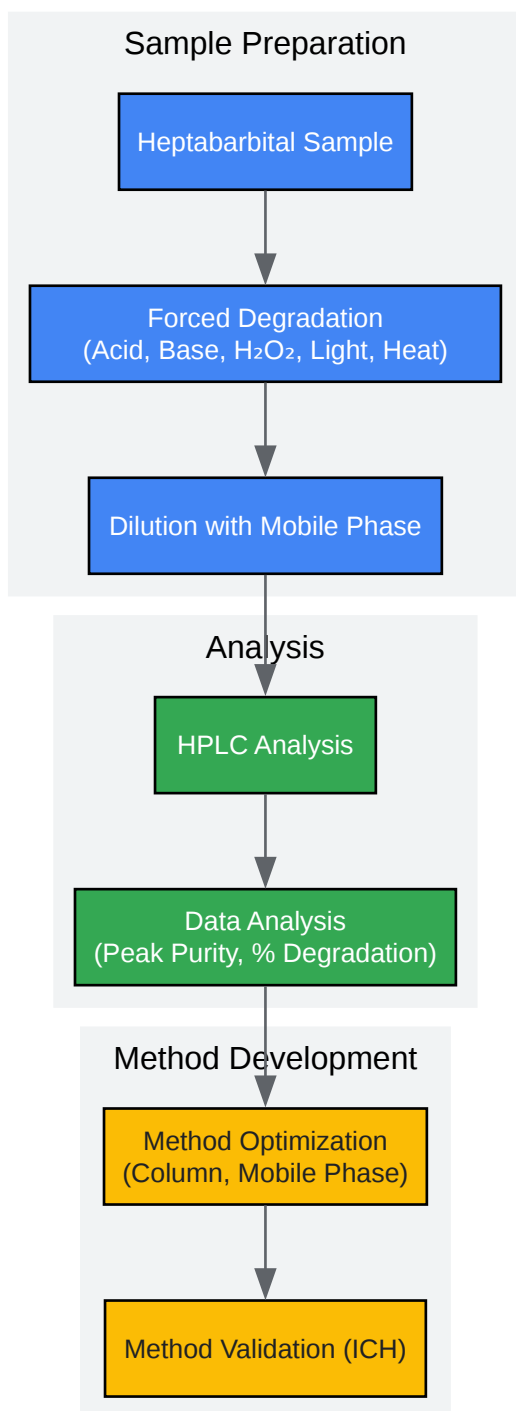 Sample Preparation
Heptabarbital Sample
Forced Degradation
(Acid, Base, H₂O₂, Light, Heat)
Dilution with Mobile Phase
Analysis
HPLC Analysis
Data Analysis
(Peak Purity, % Degradation)
Method Development
Method Optimization
(Column, Mobile Phase)
Method Validation (ICH)